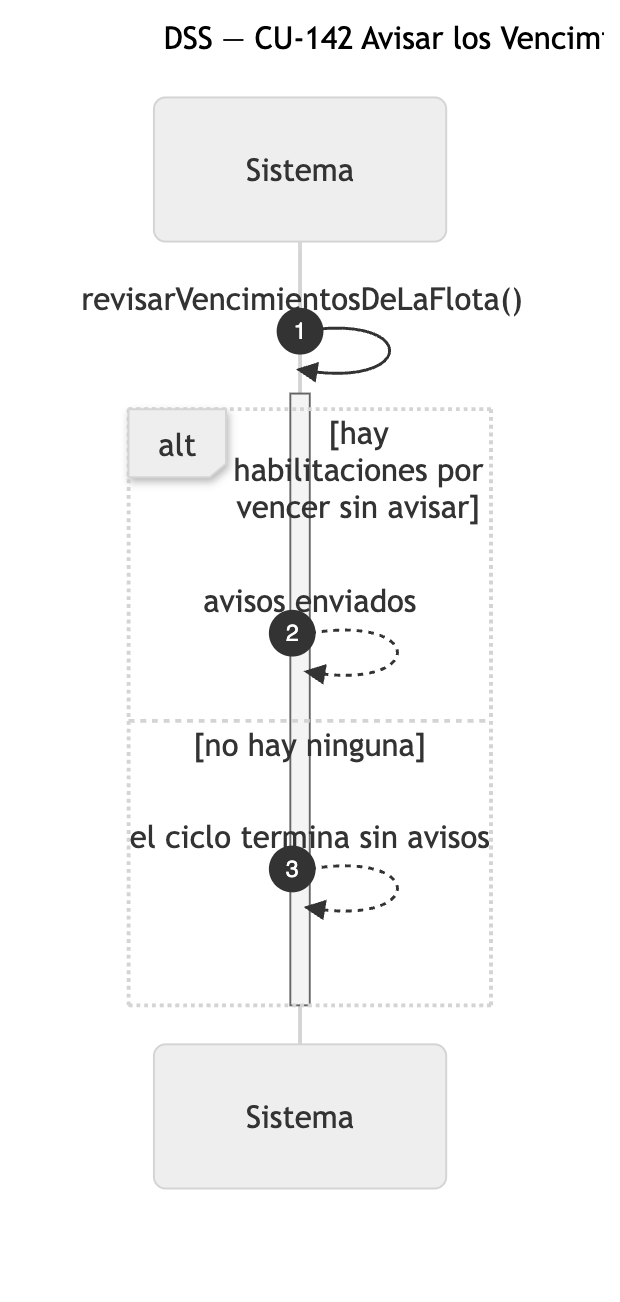 DSS — CU-142 Avisar los
Sistema
revisarVencimientosDeLaFlota()
1
alt
[hay
habilitaciones por
vencer sin avisar]
avisos enviados
2
[no hay ninguna]
el ciclo termina sin avisos
3
Sistema